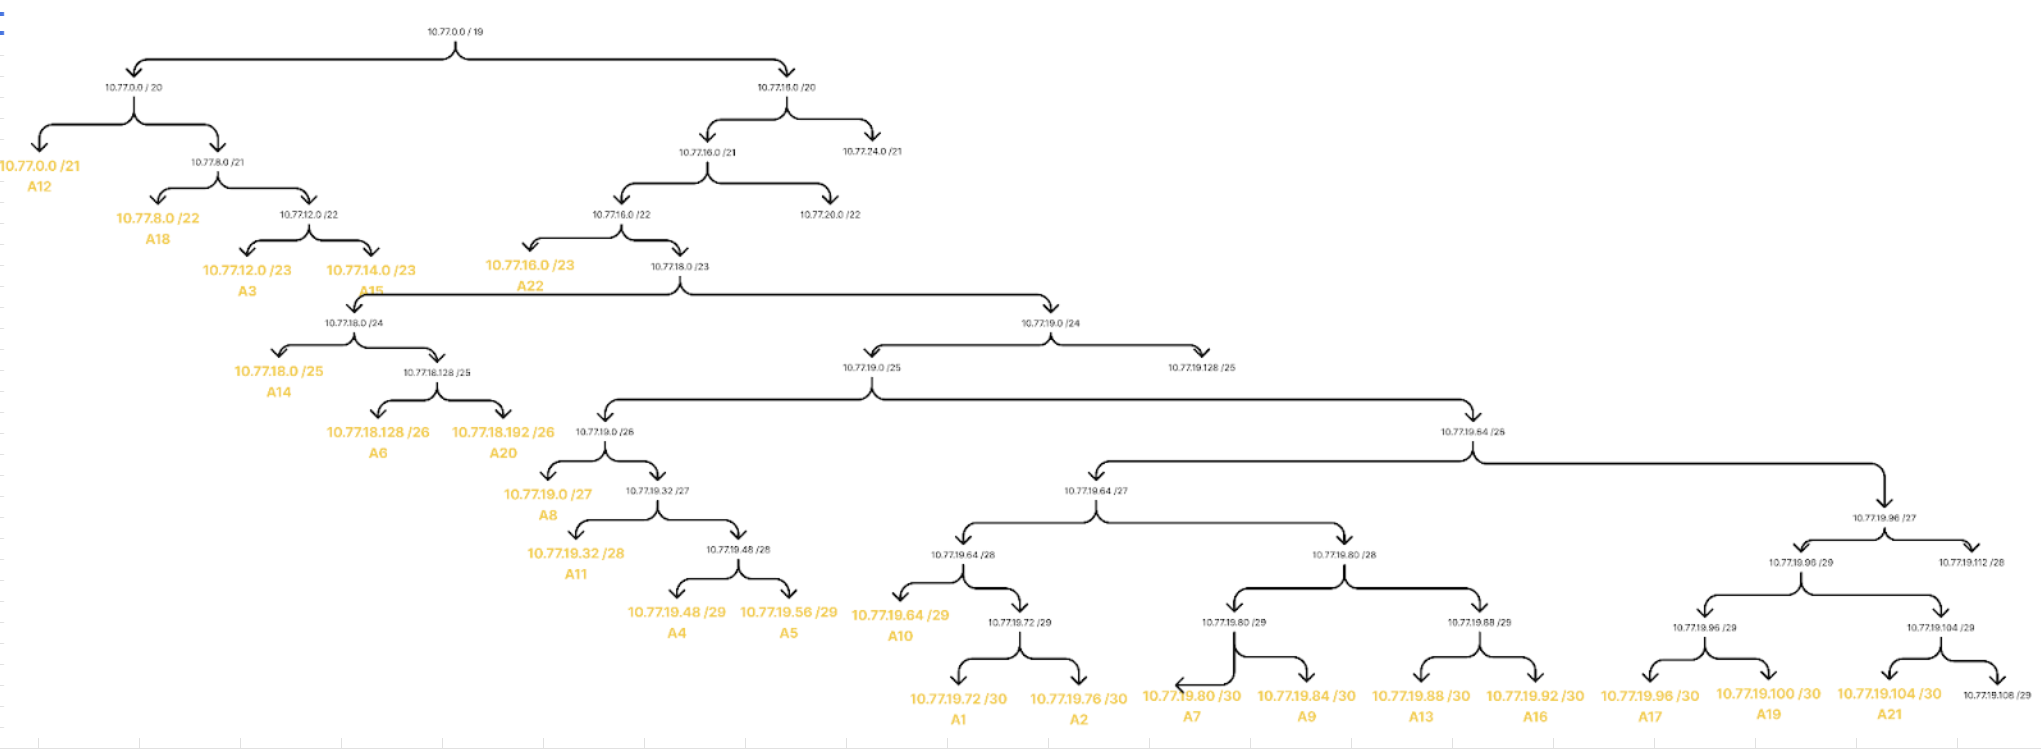 10.77.0.0 / 19
10.77.0.0 / 20
10.77.16.0 /20
10.77.0.0 /21
A12
10.77.8.0 /21
10.77.16.0 /21
10.77.24.0 /21
10.77.8.0 /22
A18
10.77.12.0 /22
10.77.16.0 /22
10.77.20.0 /22
10.77.12.0 /23
A3
10.77.14.0 /23
A15
10.77.16.0 /23
A22
10.77.18.0 /23
10.77.18.0 /24
10.77.19.0 /24
10.77.18.0 /25
A14
10.77.18.128 /25
10.77.19.0 /25
10.77.19.128 /25
10.77.18.128 /26
A6
10.77.18.192 /26
A20
10.77.19.0 /26
10.77.19.64 /26
10.77.19.0 /27
A8
10.77.19.32 /27
10.77.19.64 /27
10.77.19.96 /27
10.77.19.32 /28
A11
10.77.19.48 /28
10.77.19.64 /28
10.77.19.80 /28
10.77.19.96 /29
10.77.19.112 /28
10.77.19.48 /29
A4
10.77.19.56 /29
A5
10.77.19.64 /29
A10
10.77.19.72 /29
10.77.19.80 /29
10.77.19.88 /29
10.77.19.96 /29
10.77.19.104 /29
10.77.19.72 /30
A1
10.77.19.76 /30
A2
10.77.19.80 /30
A7
10.77.19.84 /30
A9
10.77.19.88 /30
A13
10.77.19.92 /30
A16
10.77.19.96 /30
A17
10.77.19.100 /30
A19
10.77.19.104 /30
A21
10.77.19.108 /29